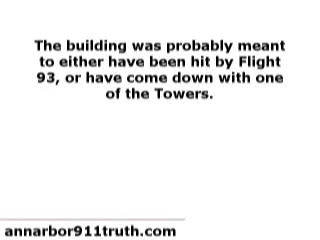 The building was probably meant
to either have been hit by Flight
93, or have come down with one
of the Towers.
annarbor911truth.com